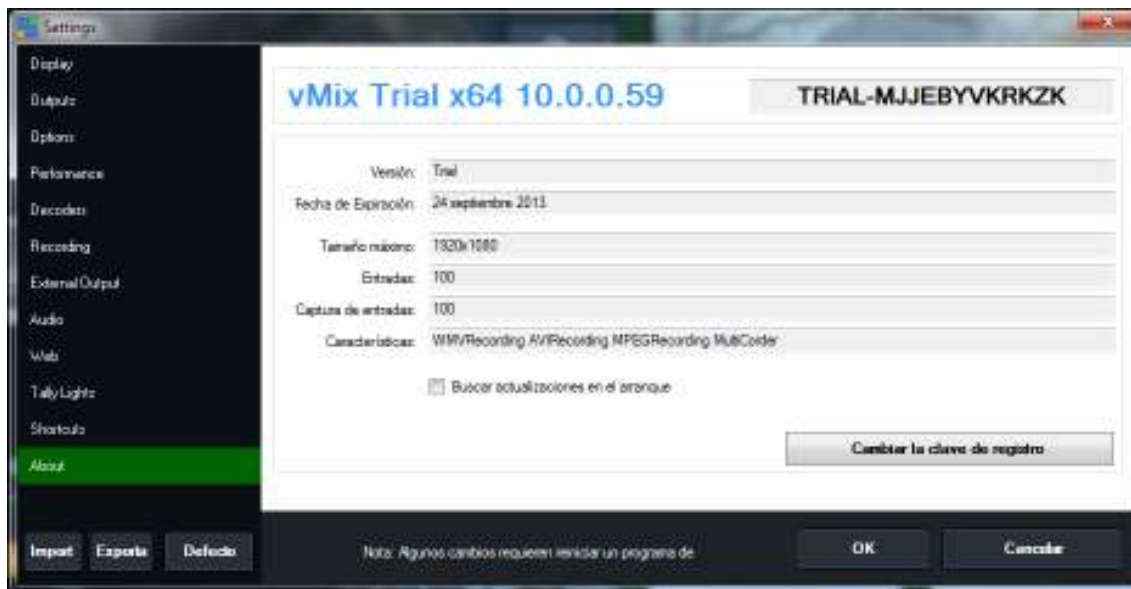 Settings
Display
Outputs
Options
Performance
Decoders
Recording
External Output
Audio
Web
Tally Lights
Shortcuts
About
Import Exporta Defecto
vMix Trial x64 10.0.0.59 TRIAL-MJJEBYVKRKZK
Versión: Trial
Fecha de Expiración: 24 septiembre 2013
Tamaño máximo: 1920x1080
Entradas: 100
Captura de entradas: 100
Características: WMVRecording AVIRecording MPEGRecording MultiCorder
Buscar actualizaciones en el arranque
Cambiar la clave de registro
Nota: Algunos cambios requieren reiniciar un programa de
OK Cancelar